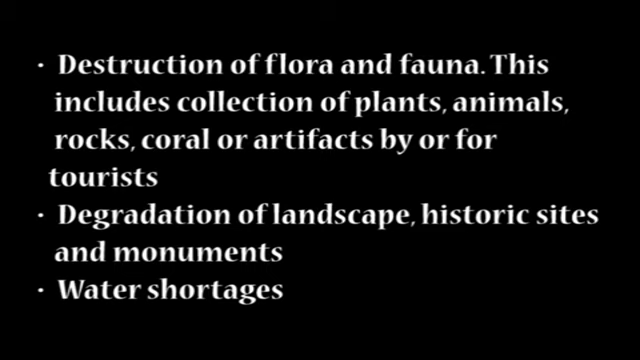 · Destruction of flora and fauna. This
includes collection of plants, animals,
rocks, coral or artifacts by or for
tourists
· Degradation of landscape, historic sites
and monuments
· Water shortages